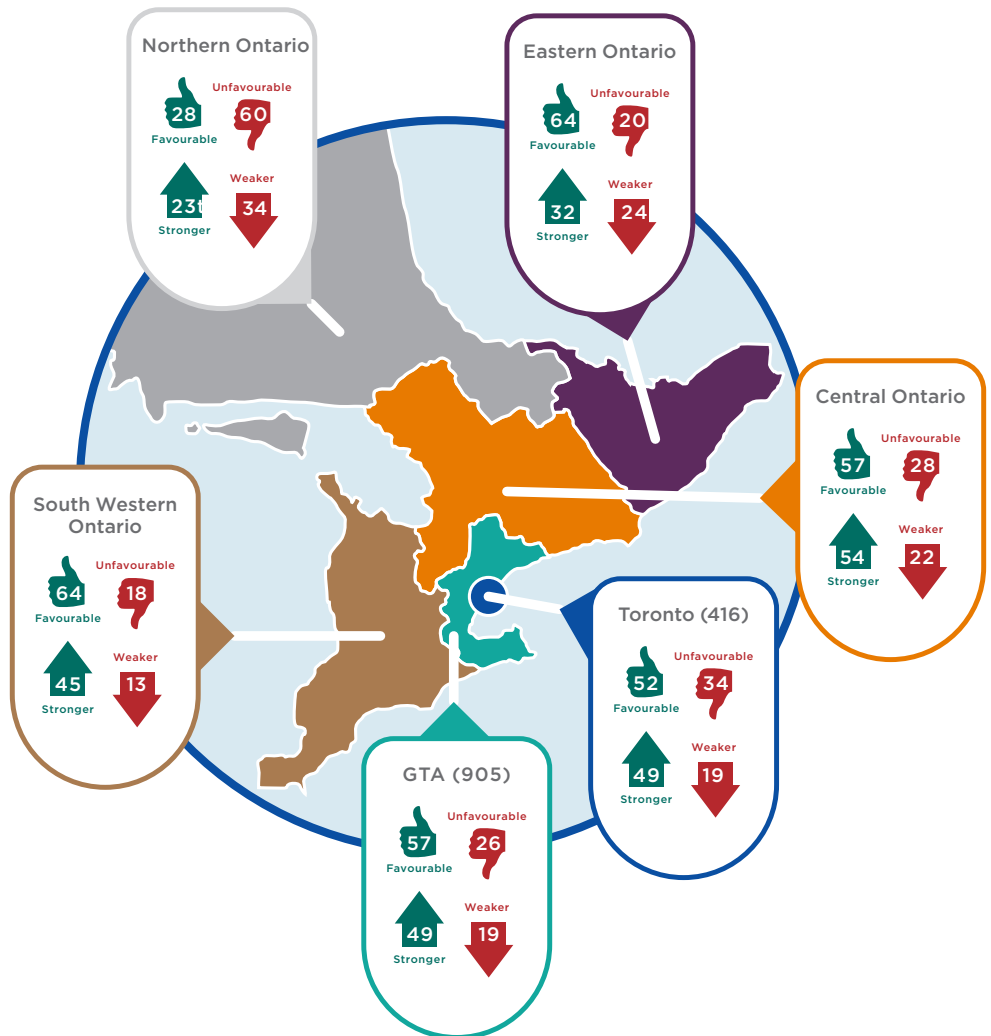 Northern Ontario
Unfavourable
28
60
Favourable
Weaker
23t
34
Stronger
Eastern Ontario
Unfavourable
64
20
Favourable
Weaker
32
24
Stronger
Central Ontario
Unfavourable
57
28
Favourable
Weaker
54
22
Stronger
South Western
Ontario
Unfavourable
64
18
Favourable
Weaker
45
13
Stronger
Toronto (416)
Unfavourable
52
34
Favourable
Weaker
49
19
Stronger
GTA (905)
Unfavourable
57
26
Favourable
Weaker
49
19
Stronger